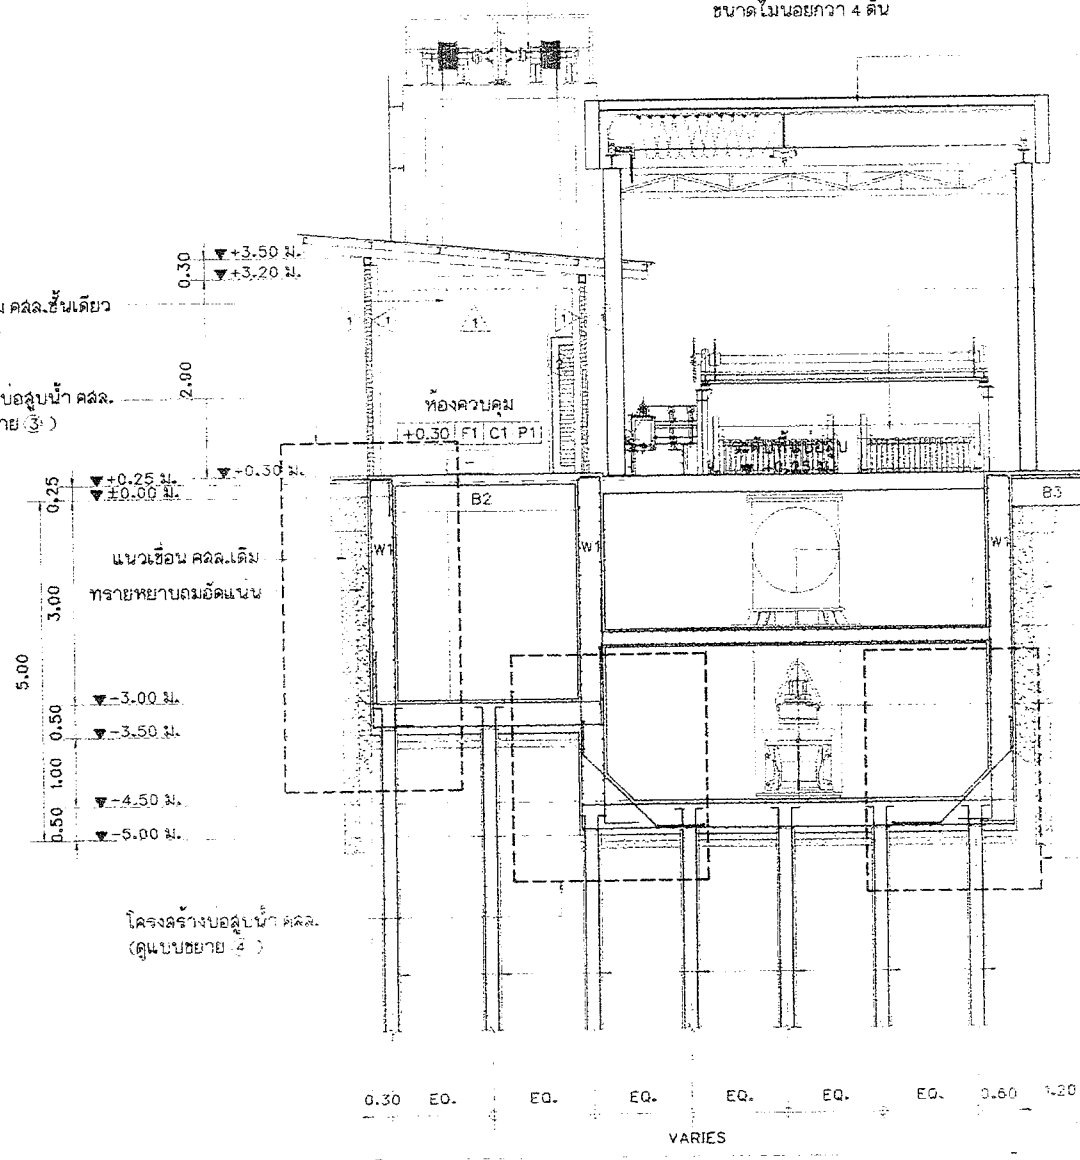 ขนาดไม่น้อยกว่า 4 ตัน
+3.50 ม.
+3.20 ม.
0.30
คสล.ชั้นเดียว
1
1
1
2.90
บ่อสูบน้ำ คสล.
ห้องควบคุม
+0.30 F1 C1 P1
-0.30 ม.
+0.25 ม.
±0.00 ม.
0.25
B2
B3
W1
W1
W1
แนวเขื่อน คสล.เดิม
ทรายหยาบถมอัดแน่น
3.00
5.00
-3.00 ม.
0.50
-3.50 ม.
1.00
-4.50 ม.
0.50
-5.00 ม.
โครงสร้างบ่อสูบน้ำ คสล.
(ดูแบบขยาย 4 )
0.30 EQ. EQ. EQ. EQ. EQ. EQ. 0.60 1.20
VARIES